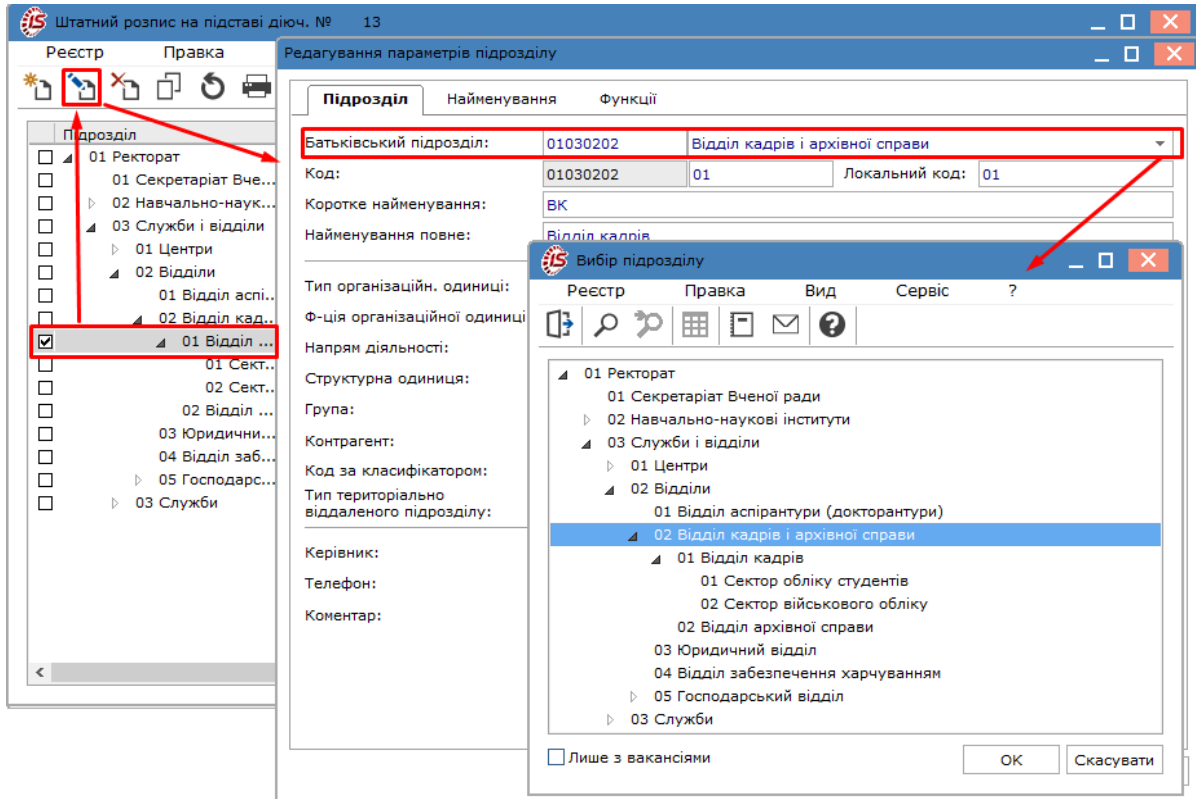 Штатний розпис на підставі діюч. № 13
Реєстр Правка
Підрозділ
01 Ректорат
01 Секретаріат Вче...
02 Навчально-наук...
03 Служби і відділи
01 Центри
02 Відділи
01 Відділ аспі...
02 Відділ кад...
01 Відділ ...
01 Сект...
02 Сект...
02 Відділ ...
03 Юридични...
04 Відділ заб...
05 Господарс...
03 Служби
Редагування параметрів підрозділу
Підрозділ Найменування Функції
Батьківський підрозділ: 01030202 Відділ кадрів і архівної справи
Код: 01030202 01 Локальний код: 01
Коротке найменування: ВК
Найменування повне: Відділ кадрів
Тип організаційн. одиниці:
Ф-ція організаційної одиниці
Напрям діяльності:
Структурна одиниця:
Група:
Контрагент:
Код за класифікатором:
Тип територіально
віддаленого підрозділу:
Керівник:
Телефон:
Коментар:
Вибір підрозділу
Реєстр Правка Вид Сервіс ?
01 Ректорат
01 Секретаріат Вченої ради
02 Навчально-наукові інститути
03 Служби і відділи
01 Центри
02 Відділи
01 Відділ аспірантури (докторантури)
02 Відділ кадрів і архівної справи
01 Відділ кадрів
01 Сектор обліку студентів
02 Сектор військового обліку
02 Відділ архівної справи
03 Юридичний відділ
04 Відділ забезпечення харчуванням
05 Господарський відділ
03 Служби
Лише з вакансіями
OK Скасувати